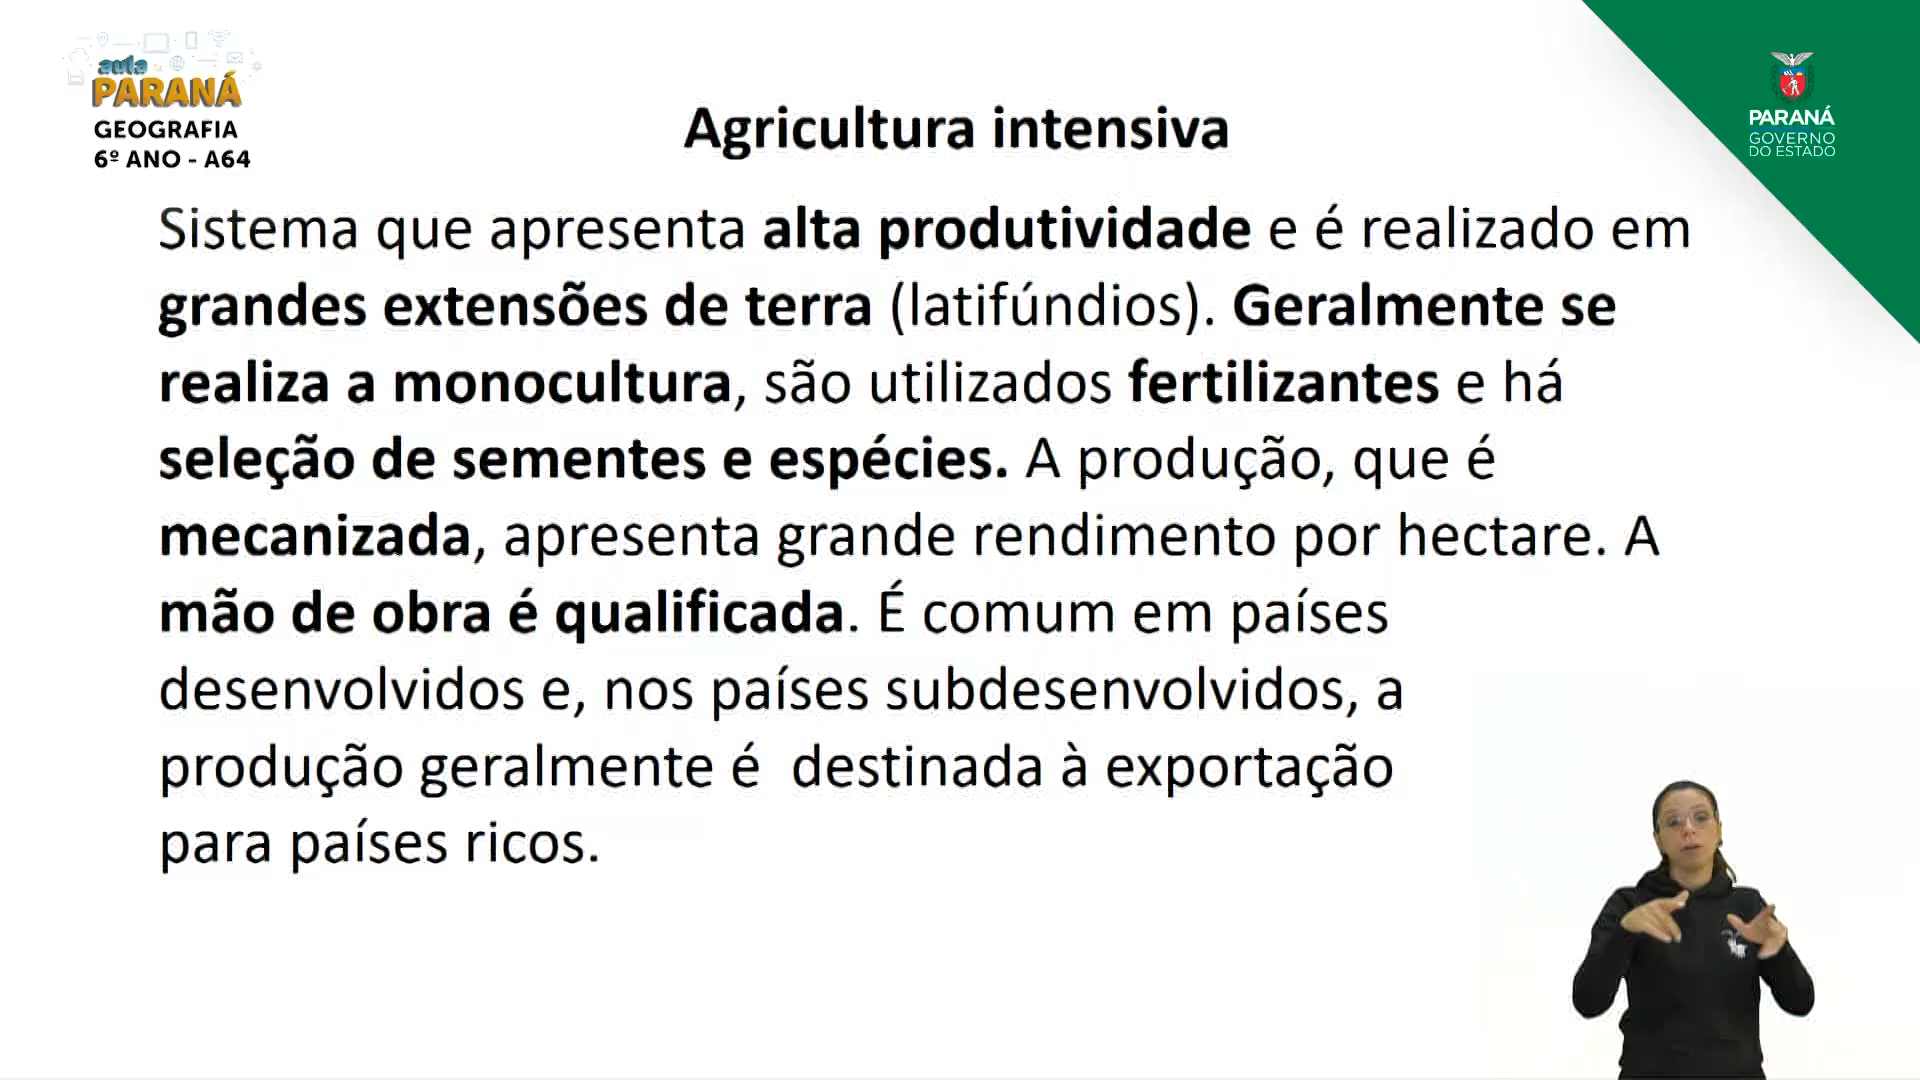 aula
PARANÁ
GEOGRAFIA
6º ANO - A64
PARANÁ
GOVERNO
DO ESTADO
Agricultura intensiva
Sistema que apresenta alta produtividade e é realizado em
grandes extensões de terra (latifúndios). Geralmente se
realiza a monocultura, são utilizados fertilizantes e há
seleção de sementes e espécies. A produção, que é
mecanizada, apresenta grande rendimento por hectare. A
mão de obra é qualificada. É comum em países
desenvolvidos e, nos países subdesenvolvidos, a
produção geralmente é  destinada à exportação
para países ricos.